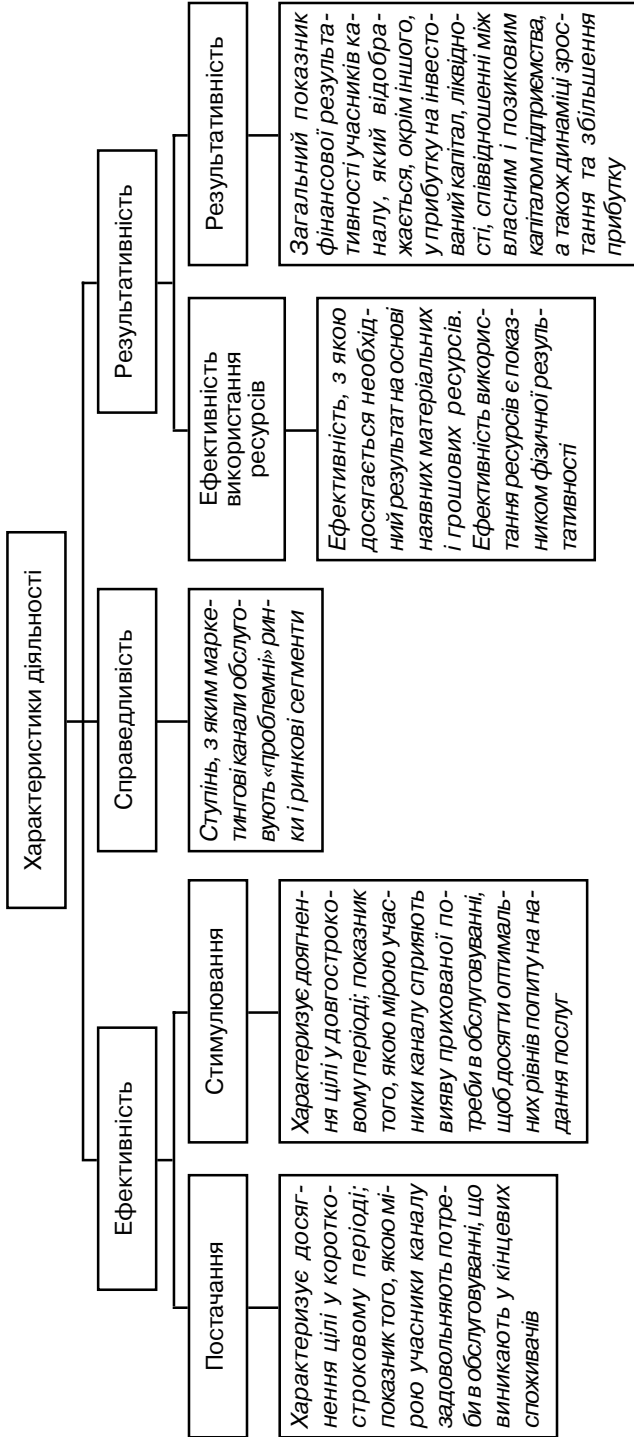 Характеристики діяльності
Ефективність
Справедливість
Результативність
Постачання
Стимулювання
Ефективність
використання
ресурсів
Результативність
Характеризує досяг-
нення цілі у коротко-
строковому періоді;
показник того, якою мі-
рою учасники каналу
задовольняють потре-
би в обслуговуванні, що
виникають у кінцевих
споживачів
Характеризує доягнен-
ня цілі у довгостроко-
вому періоді; показник
того, якою мірою учас-
ники каналу сприяють
вияву прихованої по-
треби в обслуговуванні,
щоб досягти оптималь-
них рівнів попиту на на-
дання послуг
Ступінь, з яким марке-
тингові канали обслуго-
вують «проблемні» рин-
ки і ринкові сегменти
Ефективність, з якою
досягається необхід-
ний результат на основі
наявних матеріальних
і грошових ресурсів.
Ефективність викорис-
тання ресурсів є показ-
ником фізичної резуль-
тативності
Загальний показник
фінансової результа-
тивності учасників ка-
налу, який відобра-
жається, окрім іншого,
у прибутку на інвесто-
ваний капітал, ліквідно-
сті, співвідношенні між
власним і позиковим
капіталом підприємства,
а також динаміці зрос-
тання та збільшення
прибутку